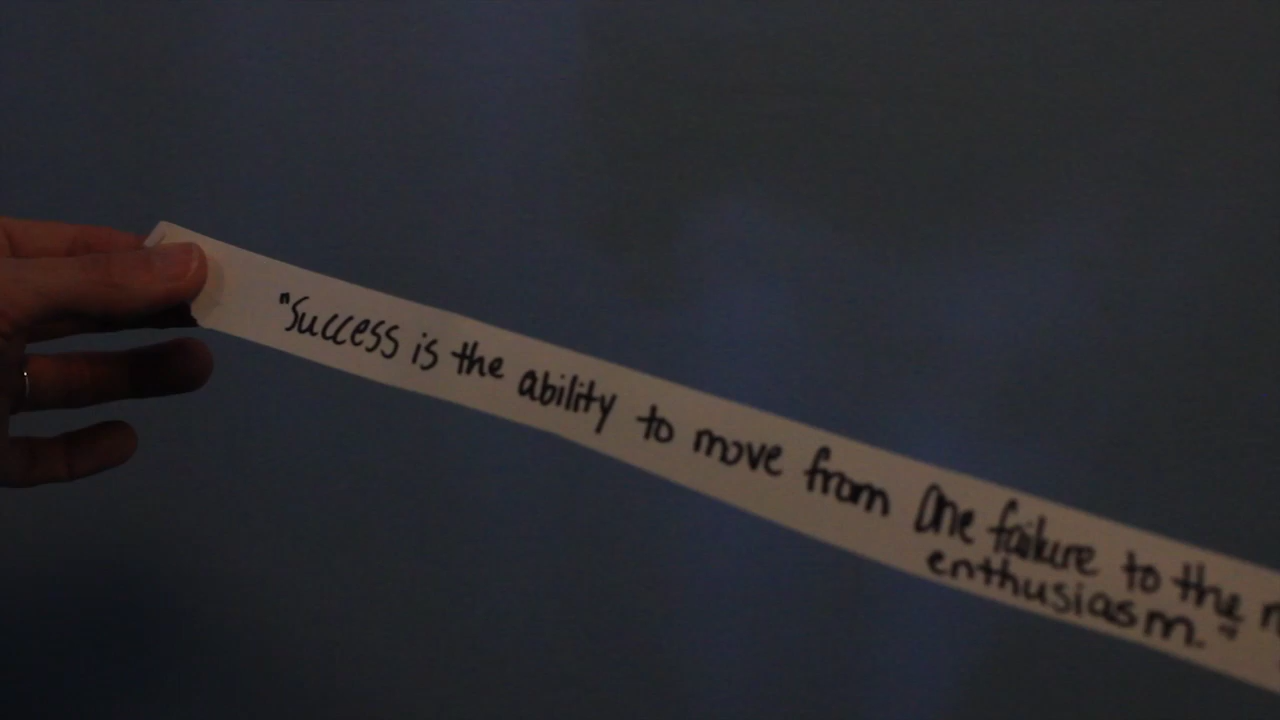 "Success is the ability to move from One failure to the
enthusiasm."